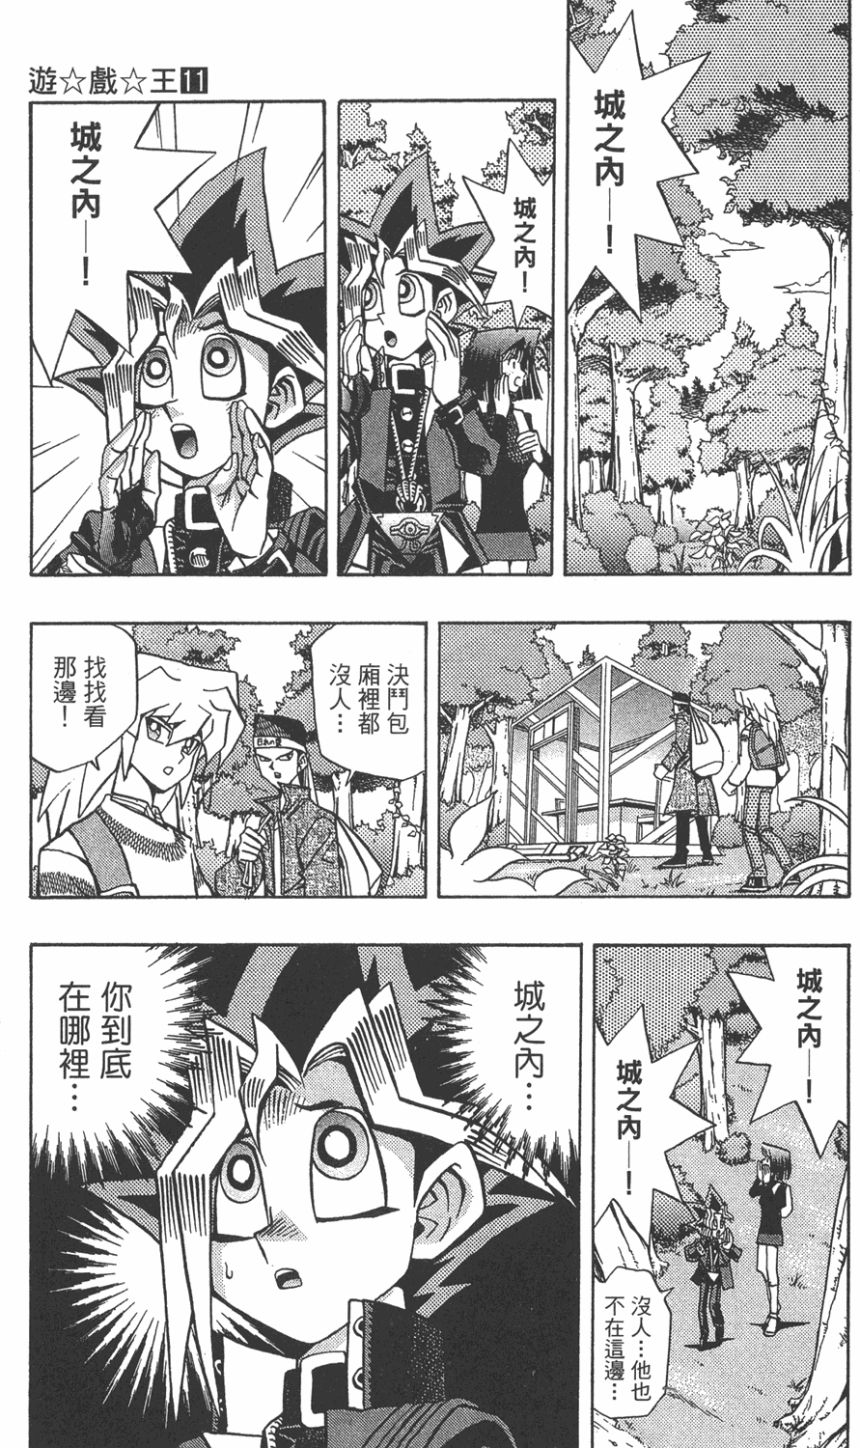 遊☆戲☆王11
城之內──！
城之內！
城之內──！
決鬥包
廂裡都
沒人…
找找看
那邊！
城之內──！
城之內──！
沒人…他也
不在這邊…
城之內…
你到底
在哪裡…